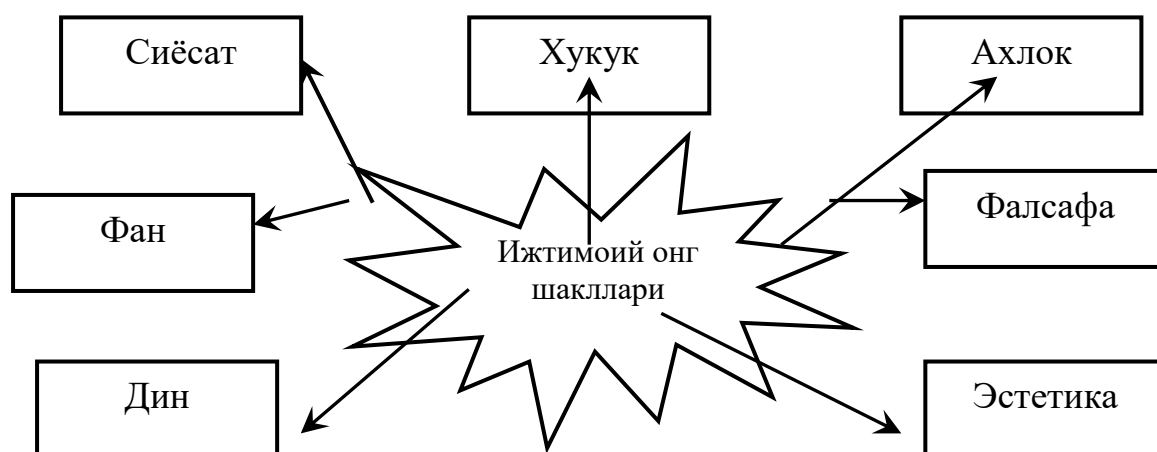 Сиёсат
Хукук
Ахлок
Фан
Фалсафа
Ижтимоий онг
шакллари
Дин
Эстетика